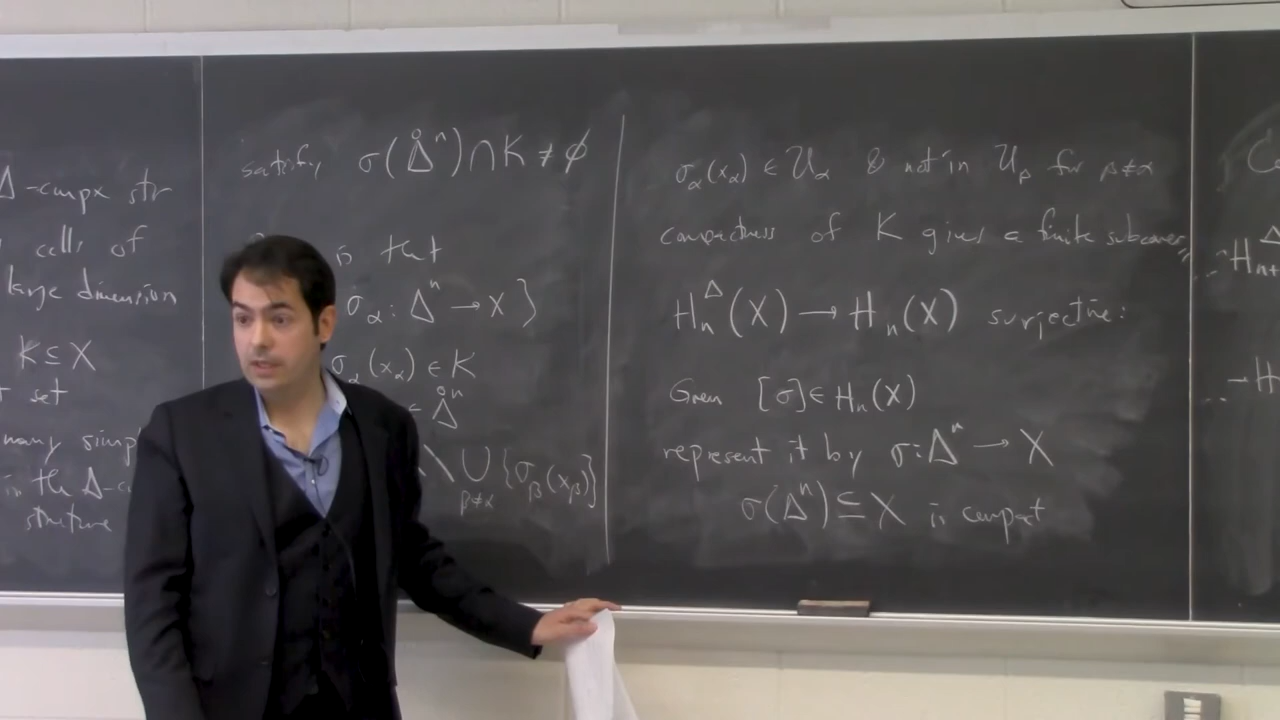 Δ-cmpx str
cells of
large dimension
K ⊆ X
set
many simpl
in the Δ-c
structure
satisfy σ(Δ̊ⁿ) ∩ K ≠ ∅
is that
σ_α : Δⁿ → X }
σ_α(x_α) ∈ K
∈ Δ̊ⁿ
\ ∪_{β≠α} {σ_β(x_β)}
σ_α(x_α) ∈ U_α & not in U_β for β≠α
compactness of K gives a finite subcover
H_n^Δ(X) → H_n(X) surjective:
Given [σ] ∈ H_n(X)
represent it by σ : Δⁿ → X
σ(Δⁿ) ⊆ X is compact